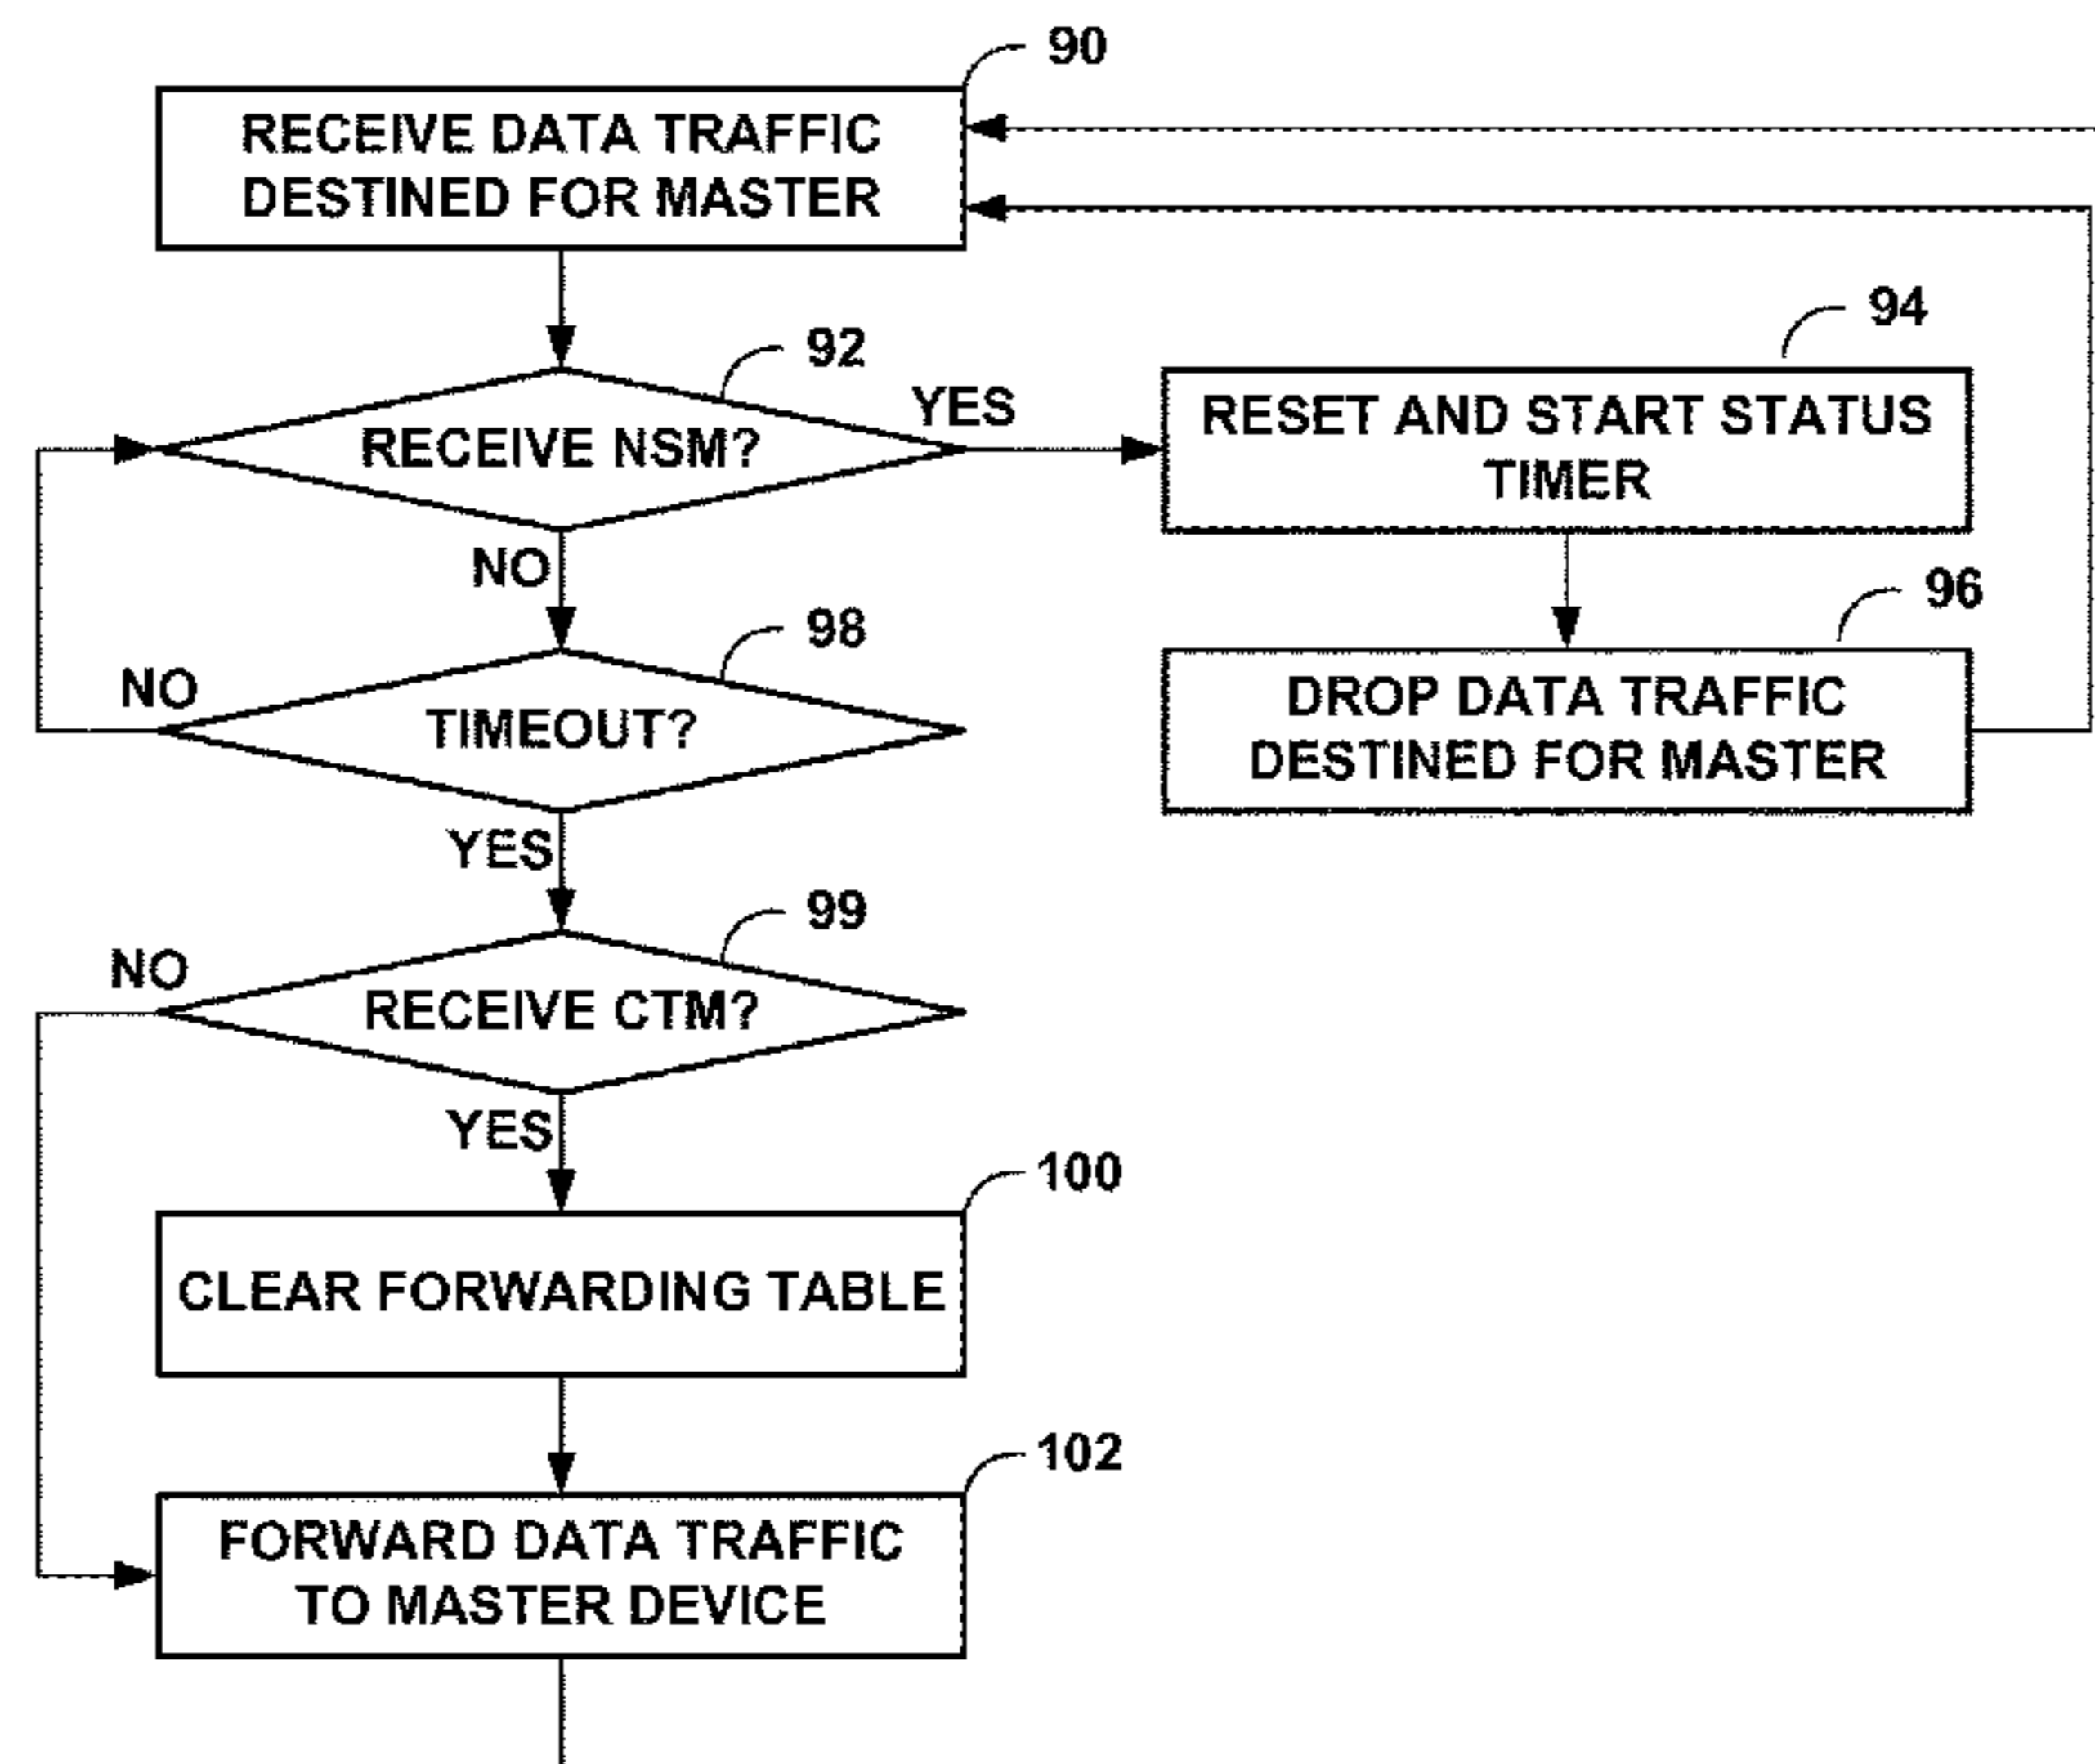 90
RECEIVE DATA TRAFFIC
DESTINED FOR MASTER
92
RECEIVE NSM?
YES
94
RESET AND START STATUS
TIMER
NO
96
DROP DATA TRAFFIC
DESTINED FOR MASTER
98
NO
TIMEOUT?
YES
99
NO
RECEIVE CTM?
YES
100
CLEAR FORWARDING TABLE
102
FORWARD DATA TRAFFIC
TO MASTER DEVICE